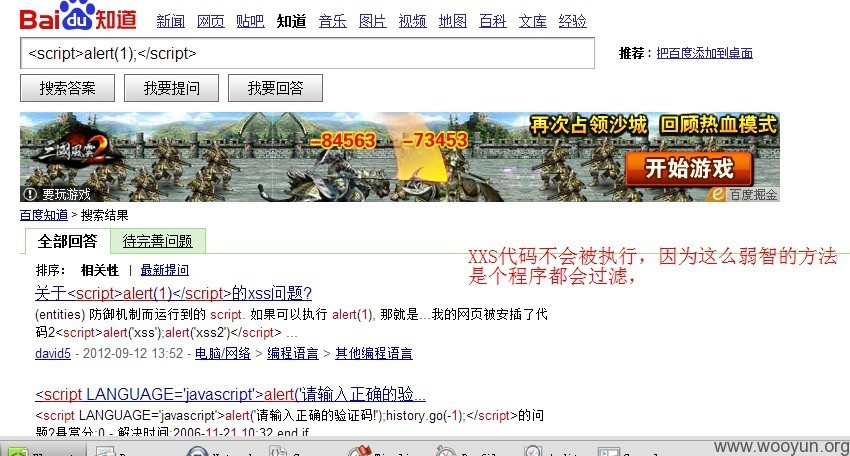 Bai du 知道
新闻 网页 贴吧 知道 音乐 图片 视频 地图 百科 文库 经验
<script>alert(1);</script>
推荐：把百度添加到桌面
搜索答案 我要提问 我要回答
三国风云2
-84563 -73453
再次占领沙城 回顾热血模式
开始游戏
要玩游戏
百度掘金
百度知道 > 搜索结果
全部回答 待完善问题
XXS代码不会被执行，因为这么弱智的方法
是个程序都会过滤，
排序： 相关性 | 最新提问
关于<script>alert(1)</script>的xss问题?
(entities) 防御机制而运行到的 script. 如果可以执行 alert(1), 那就是...我的网页被安插了代
码2<script>alert('xss');alert('xss2')</script> ...
david5 - 2012-09-12 13:52 - 电脑/网络 > 编程语言 > 其他编程语言
<script LANGUAGE='javascript'>alert('请输入正确的验...
<script LANGUAGE='javascript'>alert('请输入正确的验证码!');history.go(-1);</script>的问
题?悬赏分:0 - 解决时间:2006-11-21 10:32 end if
www.wooyun.org